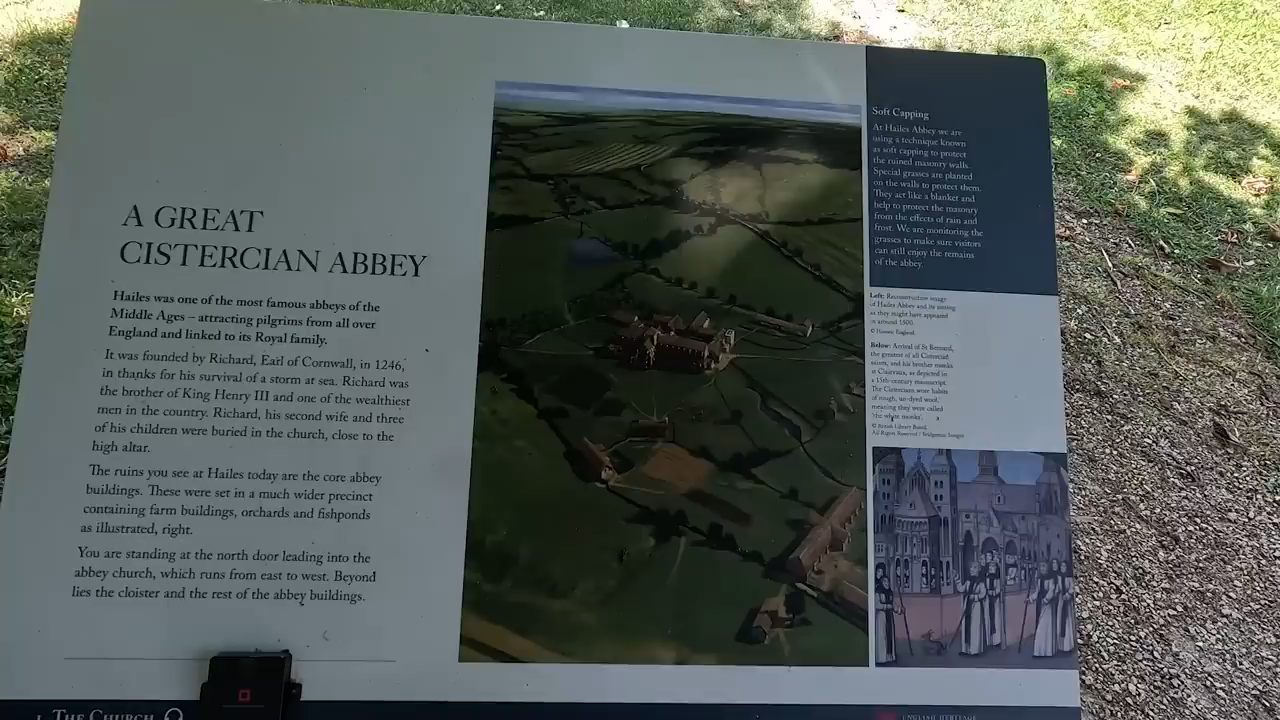 A GREAT
CISTERCIAN ABBEY
Hailes was one of the most famous abbeys of the
Middle Ages – attracting pilgrims from all over
England and linked to its Royal family.
It was founded by Richard, Earl of Cornwall, in 1246,
in thanks for his survival of a storm at sea. Richard was
the brother of King Henry III and one of the wealthiest
men in the country. Richard, his second wife and three
of his children were buried in the church, close to the
high altar.
The ruins you see at Hailes today are the core abbey
buildings. These were set in a much wider precinct
containing farm buildings, orchards and fishponds
as illustrated, right.
You are standing at the north door leading into the
abbey church, which runs from east to west. Beyond
lies the cloister and the rest of the abbey buildings.
1. THE CHURCH
Soft Capping
At Hailes Abbey we are
using a technique known
as soft capping to protect
the ruined masonry walls.
Special grasses are planted
on the walls to protect them.
They act like a blanket and
help to protect the masonry
from the effects of rain and
frost. We are monitoring the
grasses to make sure visitors
can still enjoy the remains
of the abbey.
Left: Reconstruction image
of Hailes Abbey and its setting
as they might have appeared
in around 1500.
© Historic England.
Below: Arrival of St Bernard,
the greatest of all Cistercian
saints, and his brother monks
at Clairvaux, as depicted in
a 15th-century manuscript.
The Cistercians wore habits
of rough, un-dyed wool,
meaning they were called
'the white monks'.
© British Library Board.
All Rights Reserved / Bridgeman Images
ENGLISH HERITAGE